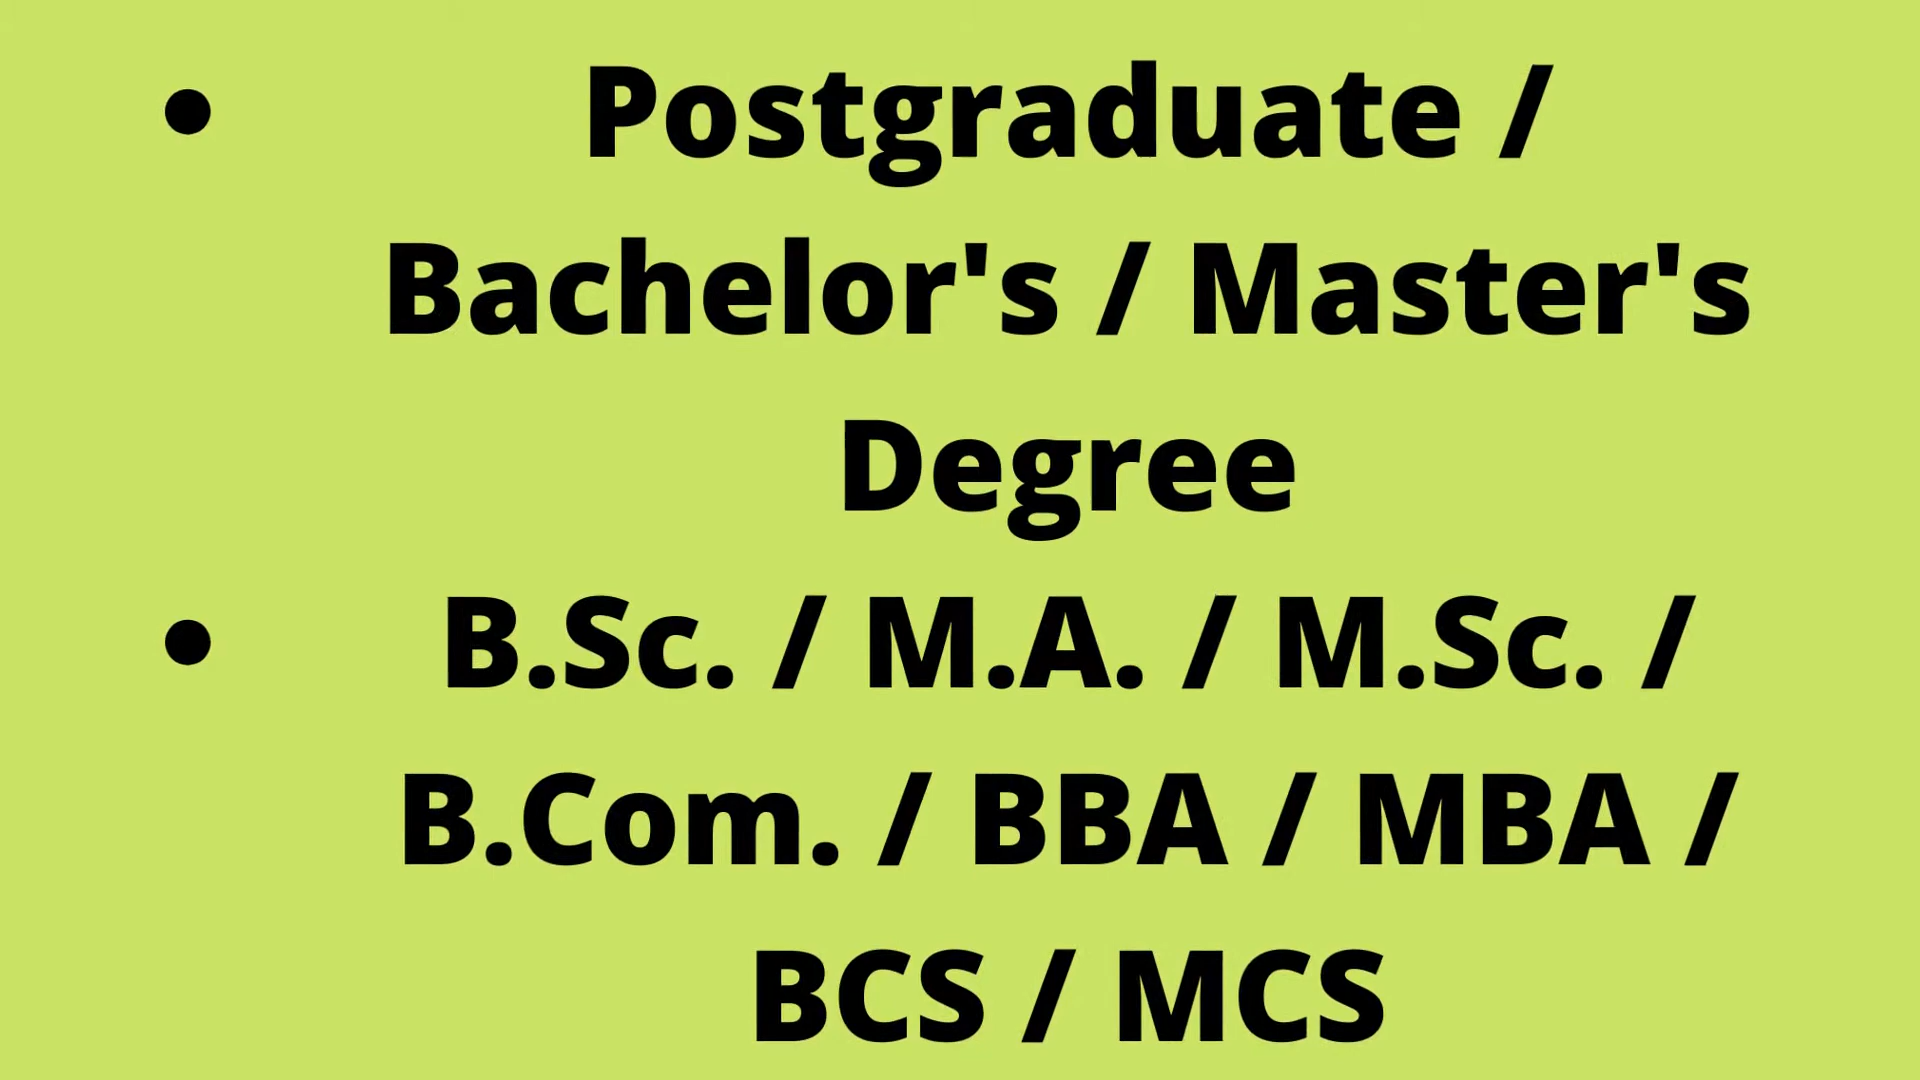 • Postgraduate /
Bachelor's / Master's
Degree
• B.Sc. / M.A. / M.Sc. /
B.Com. / BBA / MBA /
BCS / MCS